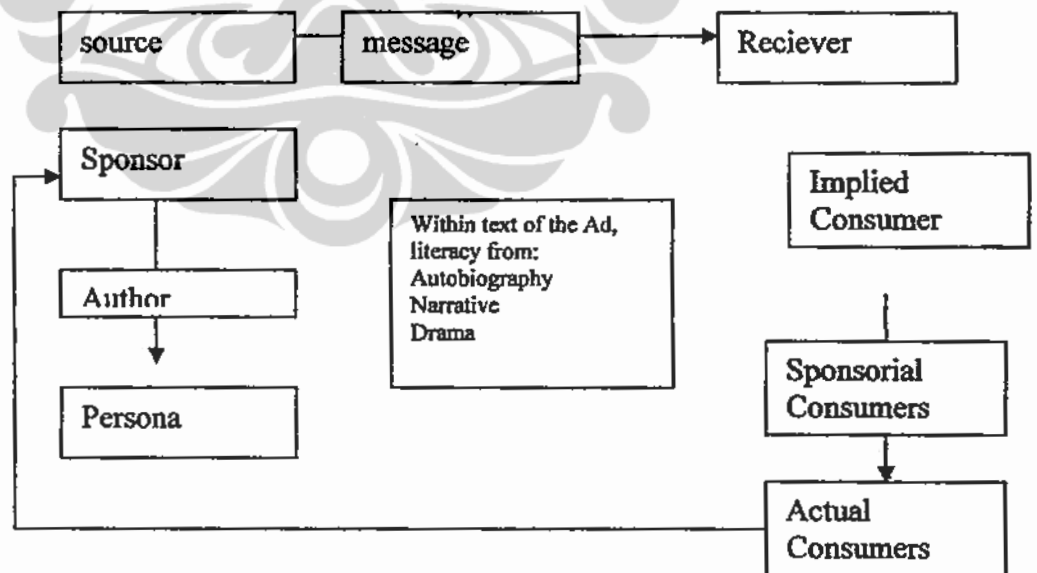 source
message
Reciever
Sponsor
Implied
Consumer
Within text of the Ad,
literacy from:
Autobiography
Narrative
Drama
Author
Sponsorial
Consumers
Persona
Actual
Consumers